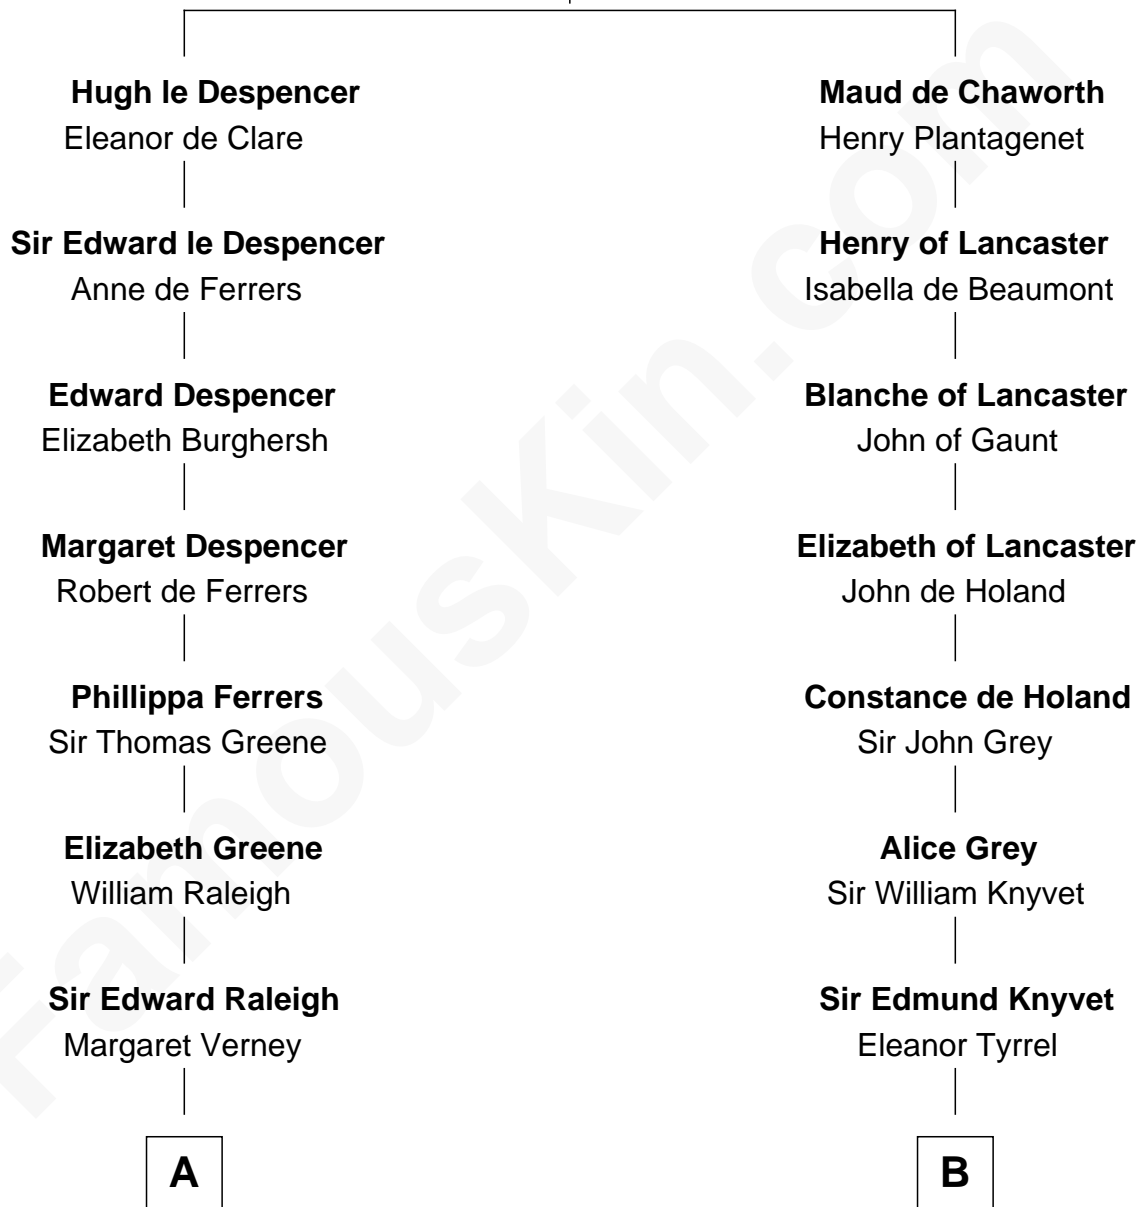 Hugh le Despencer
Eleanor de Clare
Sir Edward le Despencer
Anne de Ferrers
Edward Despencer
Elizabeth Burghersh
Margaret Despencer
Robert de Ferrers
Phillippa Ferrers
Sir Thomas Greene
Elizabeth Greene
William Raleigh
Sir Edward Raleigh
Margaret Verney
A
Maud de Chaworth
Henry Plantagenet
Henry of Lancaster
Isabella de Beaumont
Blanche of Lancaster
John of Gaunt
Elizabeth of Lancaster
John de Holand
Constance de Holand
Sir John Grey
Alice Grey
Sir William Knyvet
Sir Edmund Knyvet
Eleanor Tyrrel
B
FamousKin.com